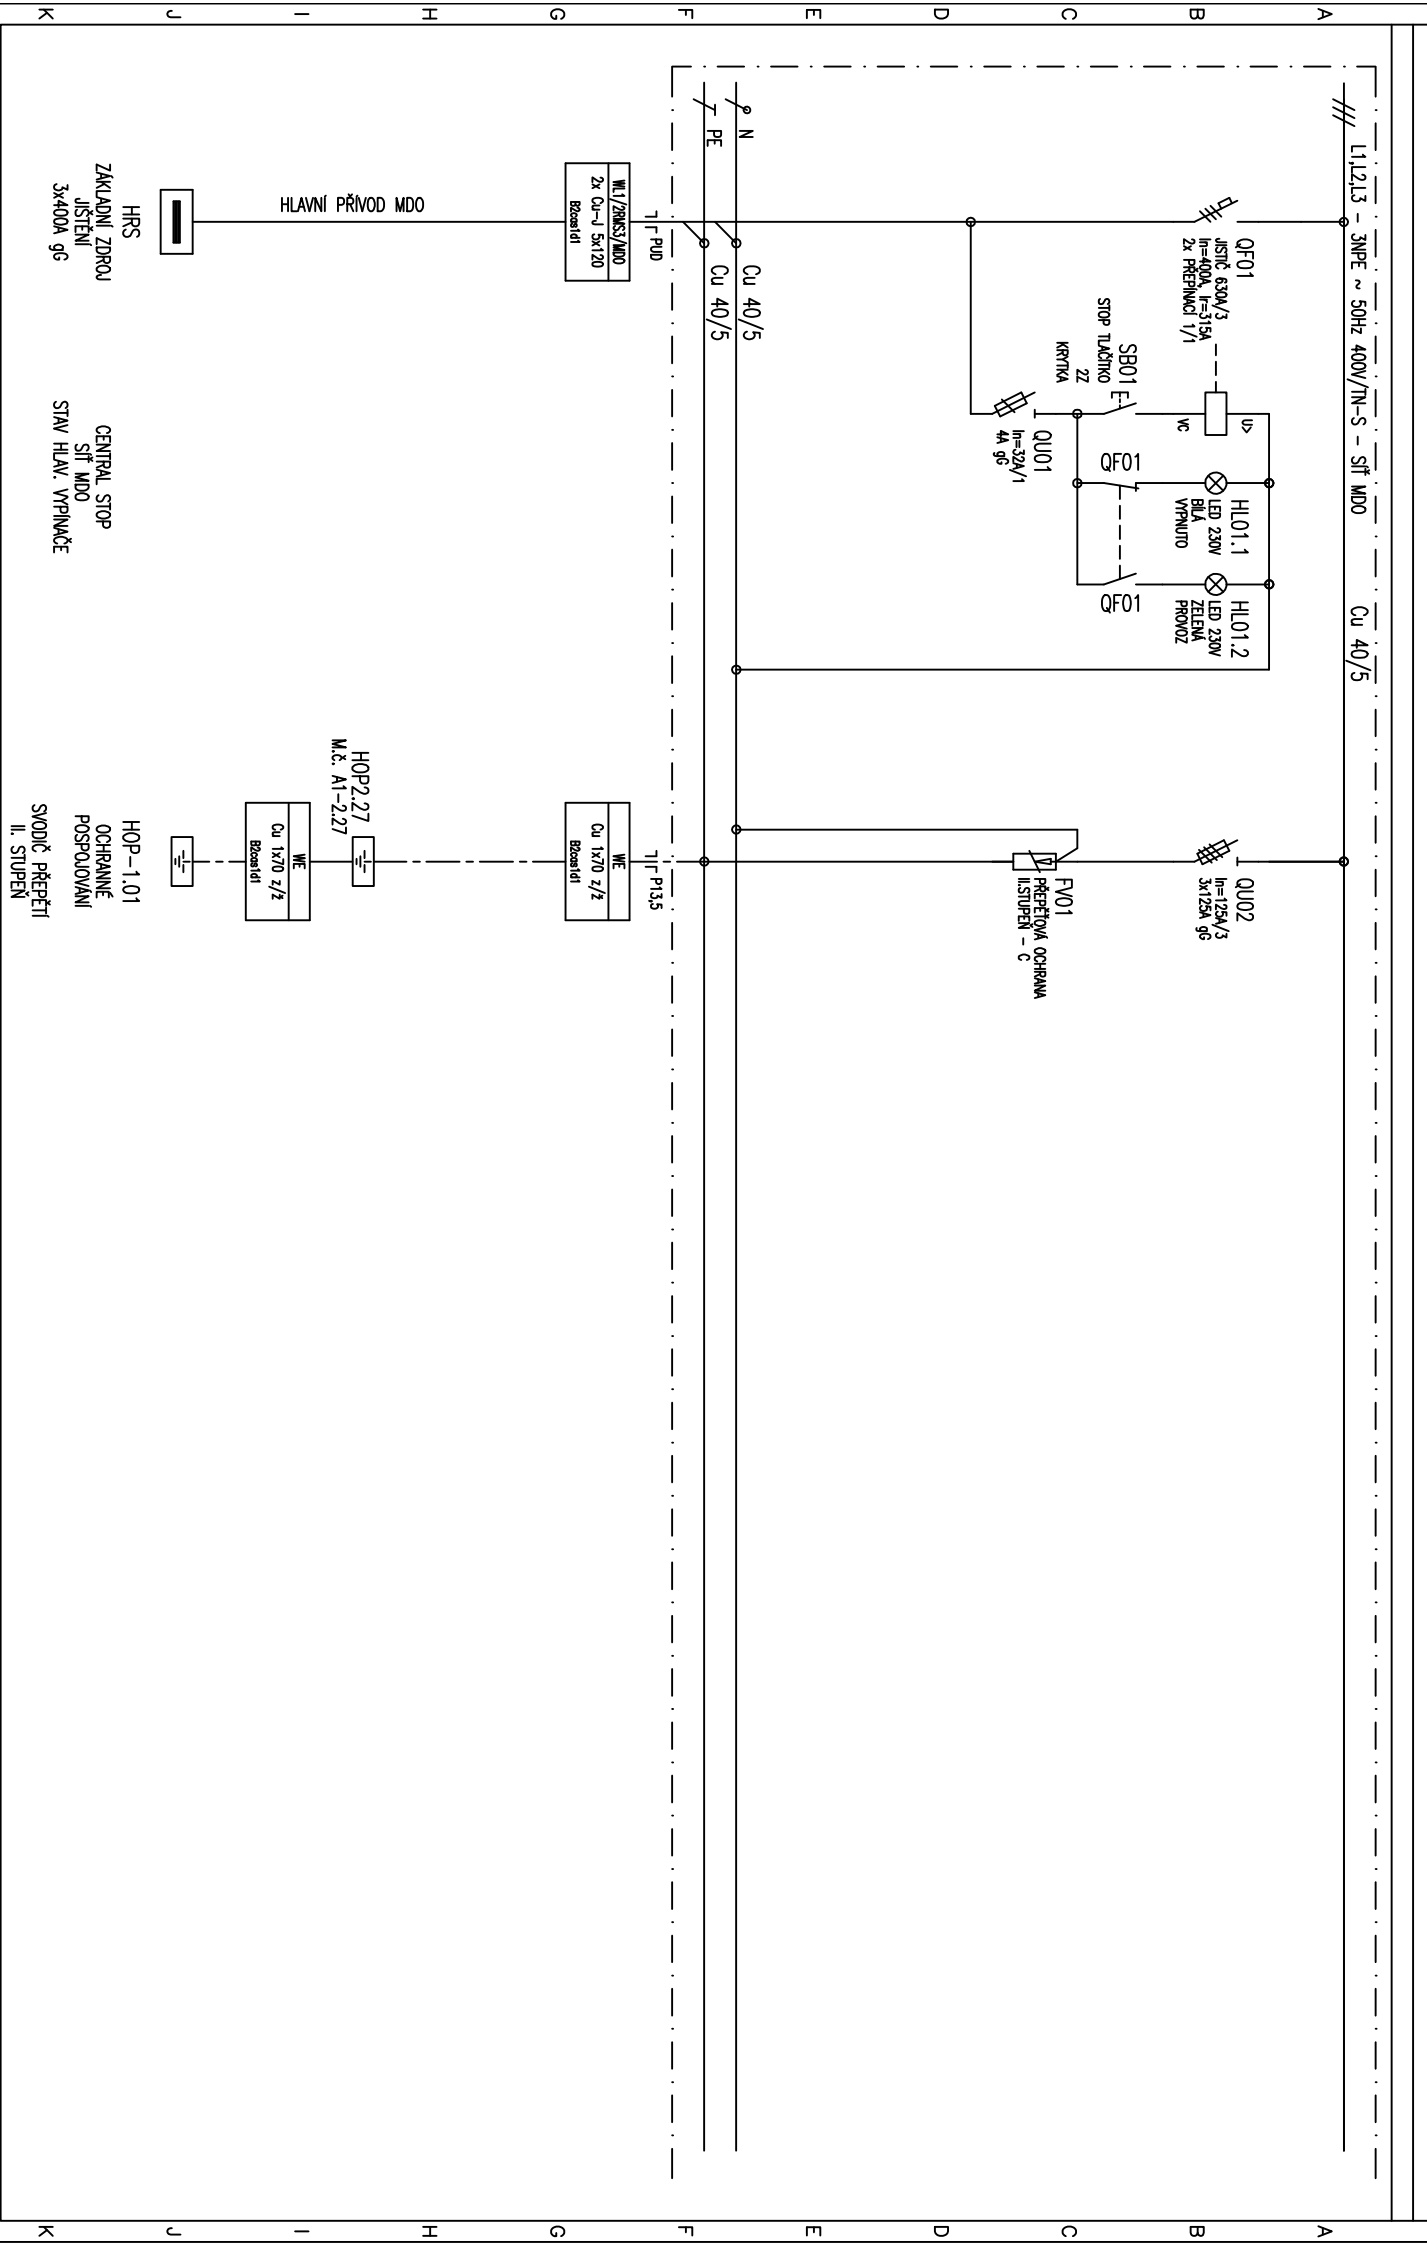 A
B
C
D
E
F
G
H
I
J
K
L1,L2,L3 - 3NPE ~ 50Hz 400V/TN-S - SÍŤ MDO
Cu 40/5
QF01
JISTIČ 630A/3
In=400A, Ir=315A
2x PŘEPÍNACÍ 1/1
U>
VC
SB01
STOP TLAČÍTKO
2Z
KRYTKA
HL01.1
LED 230V
BÍLÁ
VYPNUTO
HL01.2
LED 230V
ZELENÁ
PROVOZ
QF01
QF01
QU01
In=32A/1
4A gG
QU02
In=125A/3
3x125A gG
FV01
PŘEPĚŤOVÁ OCHRANA
II.STUPEŇ - C
N
PE
Cu 40/5
Cu 40/5
PUD
WL1/2RMS3/MDO
2x Cu-J 5x120
B2cas1d1
HLAVNÍ PŘÍVOD MDO
P13,5
WE
Cu 1x70 z/ž
B2cas1d1
HOP2.27
M.č. A1-2.27
WE
Cu 1x70 z/ž
B2cas1d1
HRS
ZÁKLADNÍ ZDROJ
JIŠTĚNÍ
3x400A gG
CENTRAL STOP
SÍŤ MDO
STAV HLAV. VYPÍNAČE
HOP-1.01
OCHRANNÉ
POSPOJOVÁNÍ
SVODIČ PŘEPĚTÍ
II. STUPEŇ
A
B
C
D
E
F
G
H
I
J
K